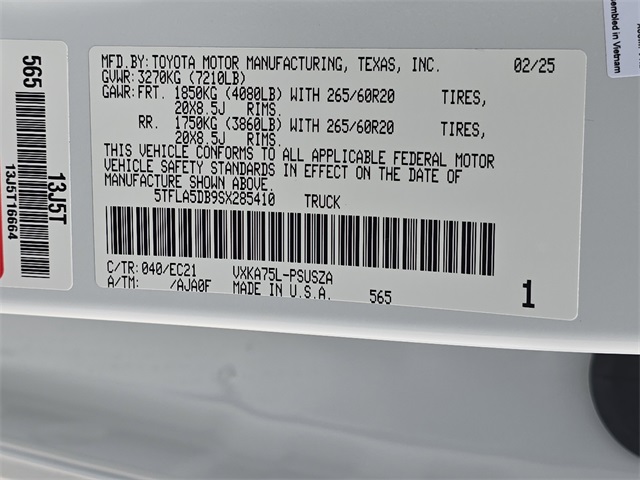 MFD.BY: TOYOTA MOTOR MANUFACTURING, TEXAS, INC. 02/25
GVWR: 3270KG (7210LB)
GAWR: FRT. 1850KG (4080LB) WITH 265/60R20 TIRES,
20X8.5J RIMS.
RR. 1750KG (3860LB) WITH 265/60R20 TIRES,
20X8.5J RIMS.
THIS VEHICLE CONFORMS TO ALL APPLICABLE FEDERAL MOTOR
VEHICLE SAFETY STANDARDS IN EFFECT ON THE DATE OF
MANUFACTURE SHOWN ABOVE.
5TFLA5DB9SX285410 TRUCK
C/TR: 040/EC21 VXKA75L-PSUSZA
A/TM: /AJA0F MADE IN U.S.A. 565
1
565
13J5T
13J5T16664
in Vietnam